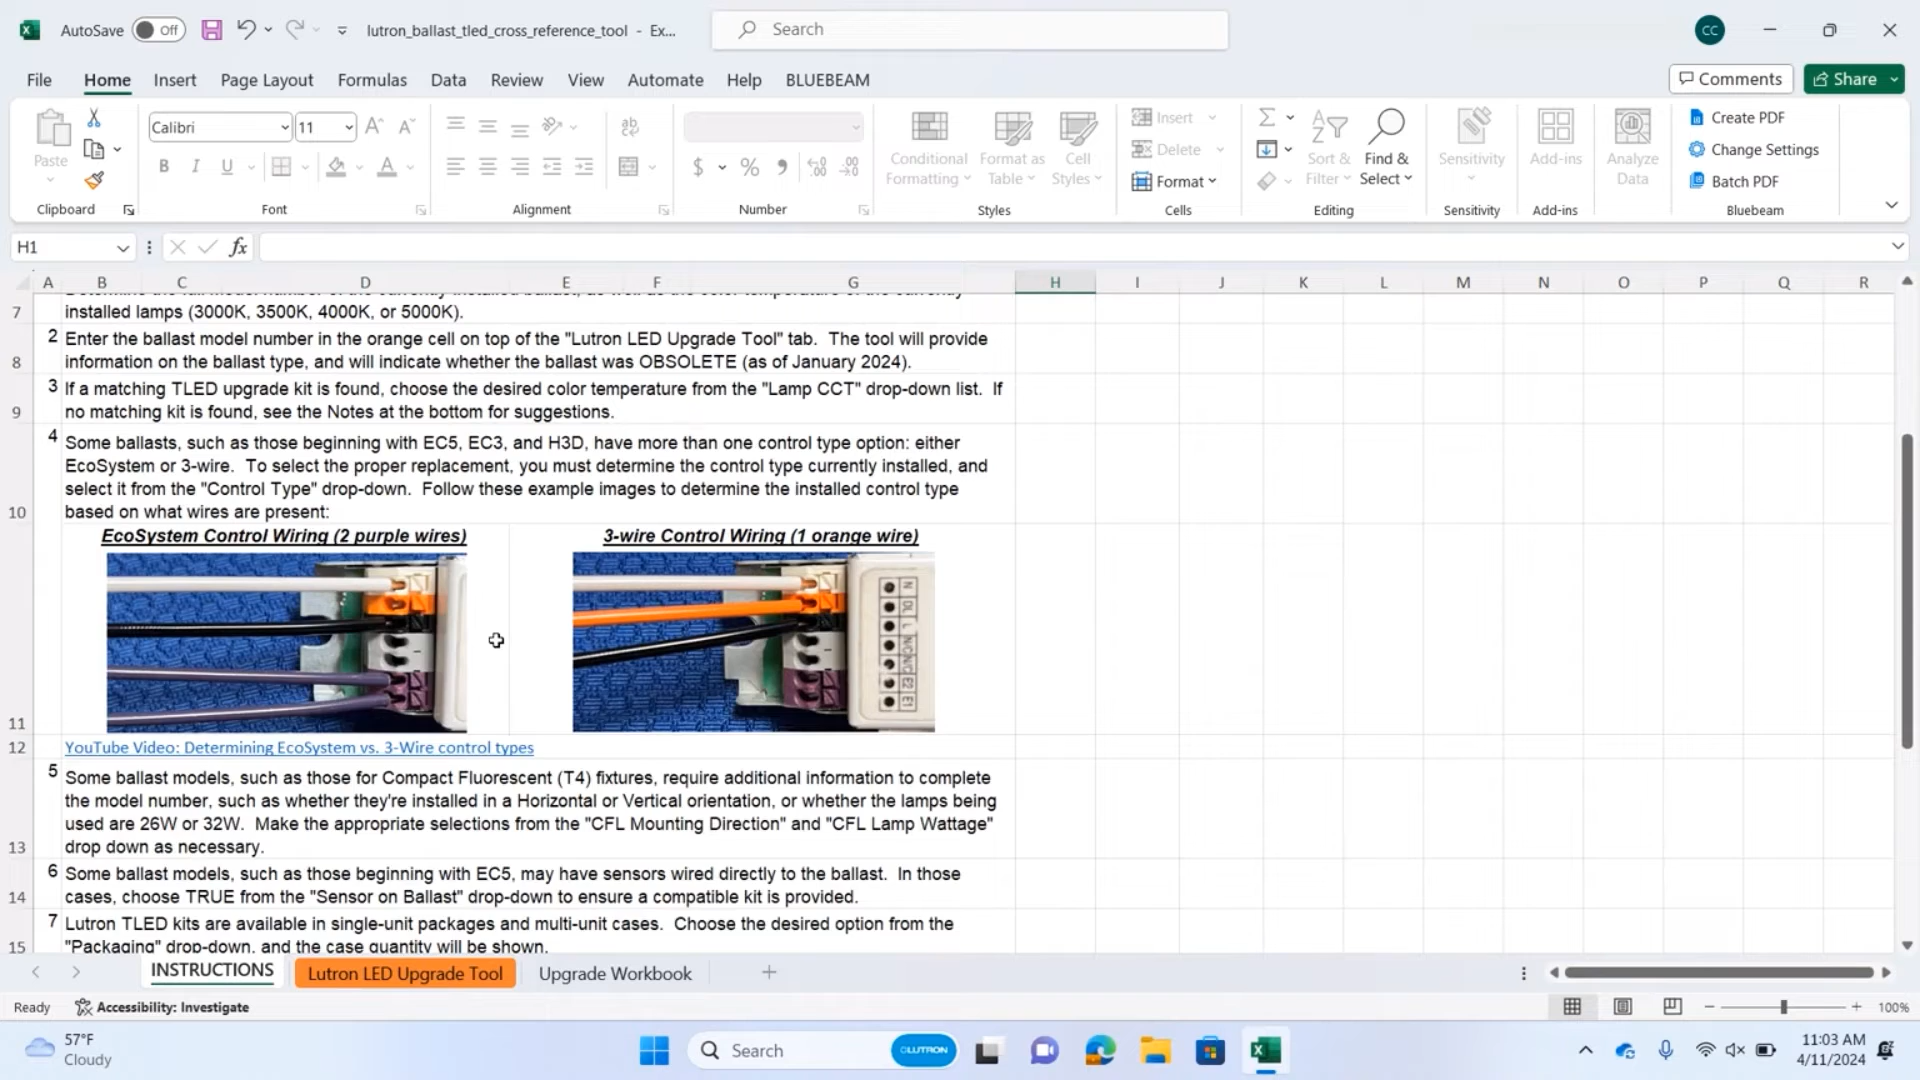 AutoSave Off lutron_ballast_tled_cross_reference_tool - Ex... Search CC
File Home Insert Page Layout Formulas Data Review View Automate Help BLUEBEAM Comments Share
Paste
Calibri 11
B I U
$ % 9
Conditional Formatting
Format as Table
Cell Styles
Insert
Delete
Format
Sort & Filter
Find & Select
Sensitivity
Add-ins
Analyze Data
Create PDF
Change Settings
Batch PDF
Clipboard Font Alignment Number Styles Cells Editing Sensitivity Add-ins Bluebeam
H1 fx
A B C D E F G H I J K L M N O P Q R
7 installed lamps (3000K, 3500K, 4000K, or 5000K).
2 Enter the ballast model number in the orange cell on top of the "Lutron LED Upgrade Tool" tab. The tool will provide
8 information on the ballast type, and will indicate whether the ballast was OBSOLETE (as of January 2024).
3 If a matching TLED upgrade kit is found, choose the desired color temperature from the "Lamp CCT" drop-down list. If
9 no matching kit is found, see the Notes at the bottom for suggestions.
4 Some ballasts, such as those beginning with EC5, EC3, and H3D, have more than one control type option: either
EcoSystem or 3-wire. To select the proper replacement, you must determine the control type currently installed, and
select it from the "Control Type" drop-down. Follow these example images to determine the installed control type
10 based on what wires are present:
EcoSystem Control Wiring (2 purple wires) 3-wire Control Wiring (1 orange wire)
N
DL
L
NC
NC
E2
E1
11
12 YouTube Video: Determining EcoSystem vs. 3-Wire control types
5 Some ballast models, such as those for Compact Fluorescent (T4) fixtures, require additional information to complete
the model number, such as whether they're installed in a Horizontal or Vertical orientation, or whether the lamps being
used are 26W or 32W. Make the appropriate selections from the "CFL Mounting Direction" and "CFL Lamp Wattage"
13 drop down as necessary.
6 Some ballast models, such as those beginning with EC5, may have sensors wired directly to the ballast. In those
14 cases, choose TRUE from the "Sensor on Ballast" drop-down to ensure a compatible kit is provided.
7 Lutron TLED kits are available in single-unit packages and multi-unit cases. Choose the desired option from the
15 "Packaging" drop-down, and the case quantity will be shown.
INSTRUCTIONS Lutron LED Upgrade Tool Upgrade Workbook
Ready Accessibility: Investigate 100%
57°F
Cloudy
Search LUTRON
11:03 AM
4/11/2024